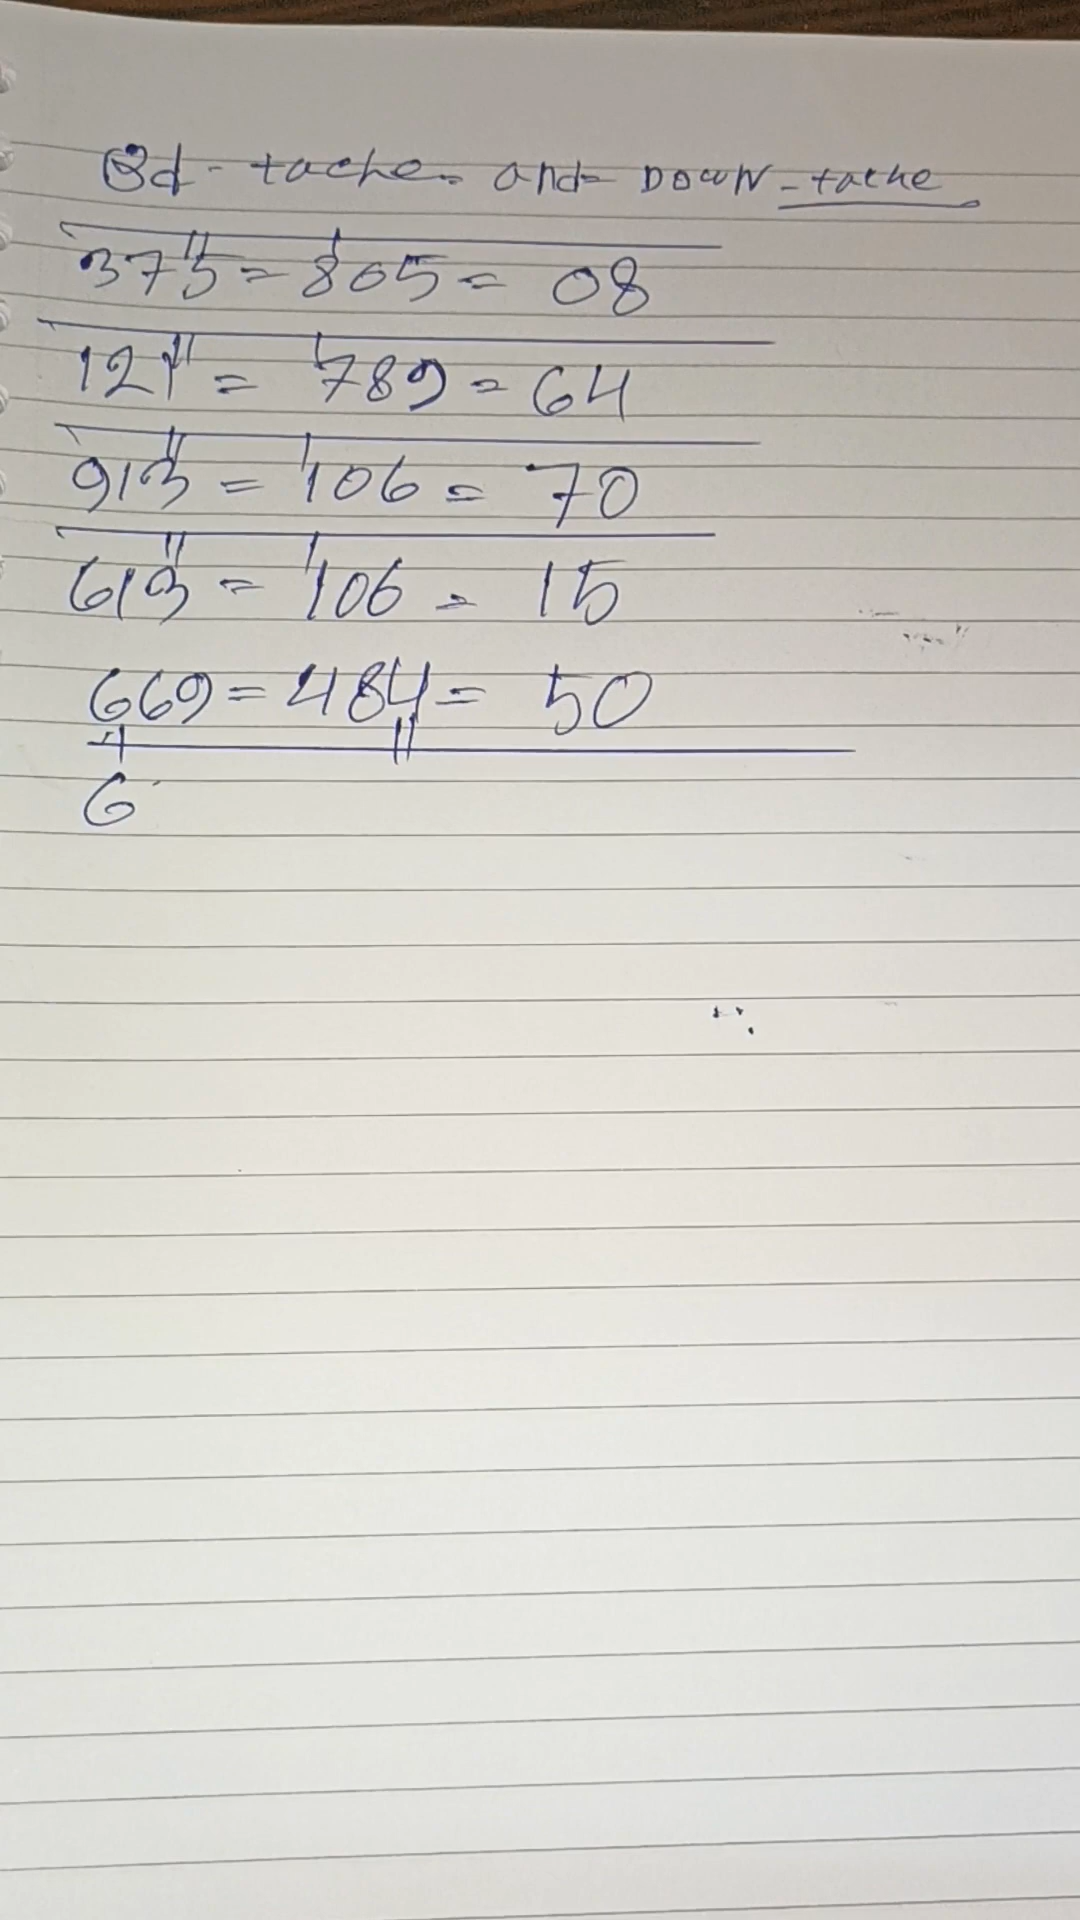 3d - tache. and DOWN - tache
375 = 805 = 08
121 = 789 = 64
913 = 106 = 70
613 = 106 = 15
669 = 484 = 50
6